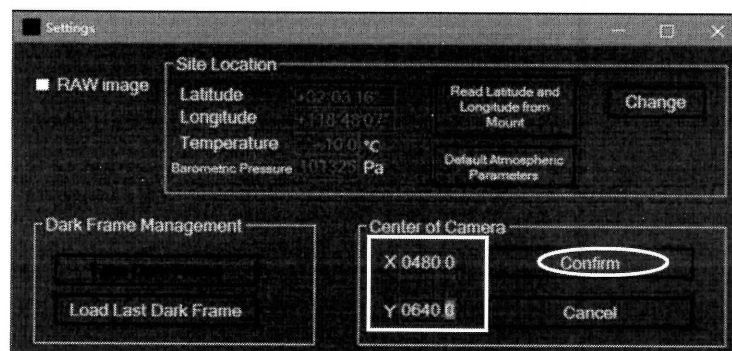 Settings
RAW image
Site Location
Latitude +32:03:16"
Longitude +118:48:07"
Temperature -10.0 °C
Barometric Pressure 101325 Pa
Read Latitude and
Longitude from
Mount
Change
Default Atmospheric
Parameters
Dark Frame Management
Load Last Dark Frame
Center of Camera
X 0480.0
Y 0640.0
Confirm
Cancel